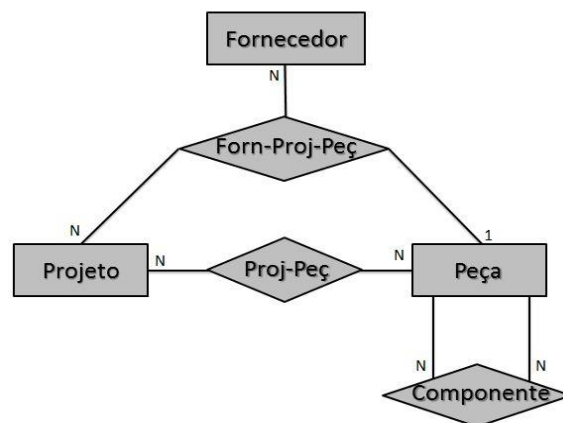 Fornecedor
N
Forn-Proj-Peç
N
1
Projeto
N
Proj-Peç
N
Peça
N
N
Componente